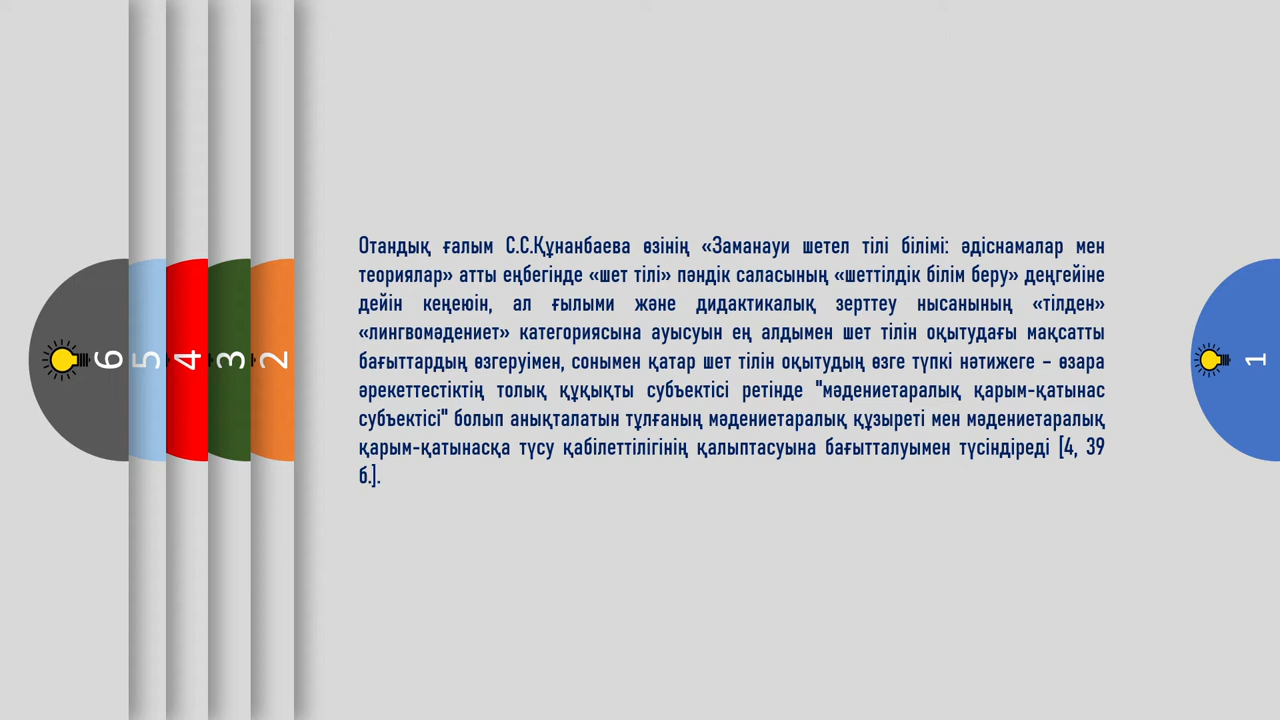 Отандық ғалым С.С.Құнанбаева өзінің «Заманауи шетел тілі білімі: әдіснамалар мен
теориялар» атты еңбегінде «шет тілі» пәндік саласының «шеттілдік білім беру» деңгейіне
дейін кеңеюін, ал ғылыми және дидактикалық зерттеу нысанының «тілден»
«лингвомәдениет» категориясына ауысуын ең алдымен шет тілін оқытудағы мақсатты
бағыттардың өзгеруімен, сонымен қатар шет тілін оқытудың өзге түпкі нәтижеге – өзара
әрекеттестіктің толық құқықты субъектісі ретінде "мәдениетаралық қарым-қатынас
субъектісі" болып анықталатын тұлғаның мәдениетаралық құзыреті мен мәдениетаралық
қарым-қатынасқа түсу қабілеттілігінің қалыптасуына бағытталуымен түсіндіреді [4, 39
б.].
6
5
4
3
2
1